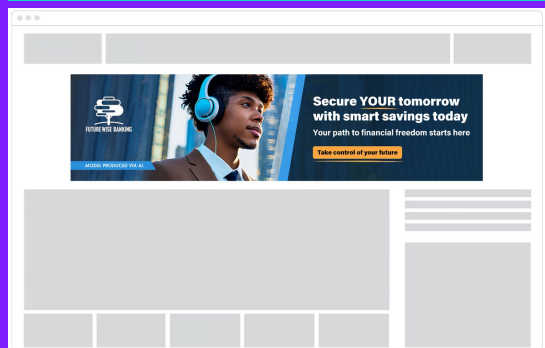 Secure YOUR tomorrow
with smart savings today
Your path to financial freedom starts here
Take control of your future
FUTURE WISE BANKING
MODEL PRODUCED VIA AI